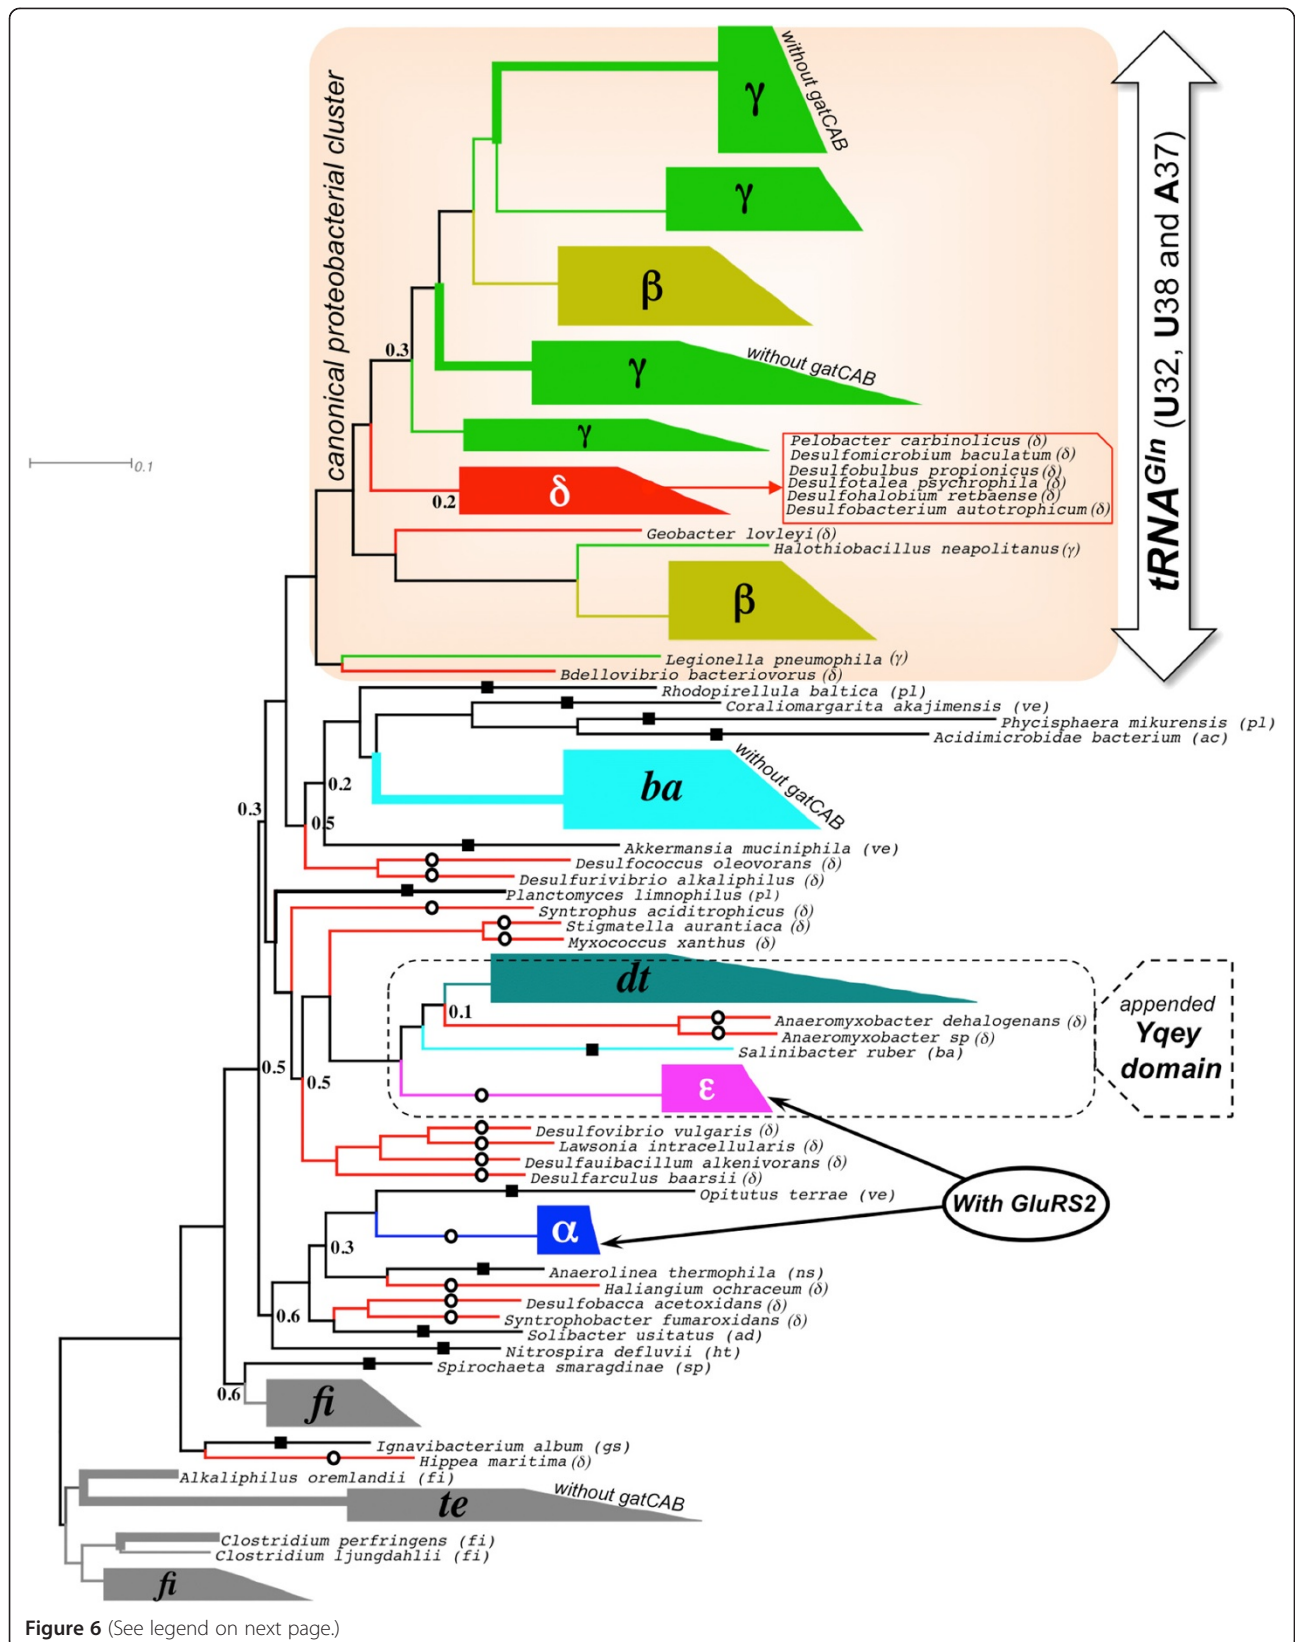 canonical proteobacterial cluster
γ
without gatCAB
γ
β
γ
without gatCAB
0.3
γ
δ
0.2
Pelobacter carbinolicus (δ)
Desulfomicrobium baculatum (δ)
Desulfobulbus propionicus (δ)
Desulfotalea psychrophila (δ)
Desulfohalobium retbaense (δ)
Desulfobacterium autotrophicum (δ)
0.1
tRNAGln (U32, U38 and A37)
Geobacter lovleyi (δ)
Halothiobacillus neapolitanus (γ)
β
Legionella pneumophila (γ)
Bdellovibrio bacteriovorus (δ)
Rhodopirellula baltica (pl)
Coraliomargarita akajimensis (ve)
Phycisphaera mikurensis (pl)
Acidimicrobidae bacterium (ac)
ba
without gatCAB
0.2
0.3
0.5
Akkermansia muciniphila (ve)
Desulfococcus oleovorans (δ)
Desulfurivibrio alkaliphilus (δ)
Planctomyces limnophilus (pl)
Syntrophus aciditrophicus (δ)
Stigmatella aurantiaca (δ)
Myxococcus xanthus (δ)
dt
0.1
Anaeromyxobacter dehalogenans (δ)
Anaeromyxobacter sp (δ)
Salinibacter ruber (ba)
appended
Yqey
domain
0.5
0.5
ε
Desulfovibrio vulgaris (δ)
Lawsonia intracellularis (δ)
Desulfauibacillum alkenivorans (δ)
Desulfarculus baarsii (δ)
Opitutus terrae (ve)
With GluRS2
α
0.3
Anaerolinea thermophila (ns)
Haliangium ochraceum (δ)
Desulfobacca acetoxidans (δ)
0.6
Syntrophobacter fumaroxidans (δ)
Solibacter usitatus (ad)
Nitrospira defluvii (ht)
Spirochaeta smaragdinae (sp)
0.6
fi
Ignavibacterium album (gs)
Hippea maritima (δ)
Alkaliphilus oremlandii (fi)
te
without gatCAB
Clostridium perfringens (fi)
Clostridium ljungdahlii (fi)
fi
Figure 6 (See legend on next page.)